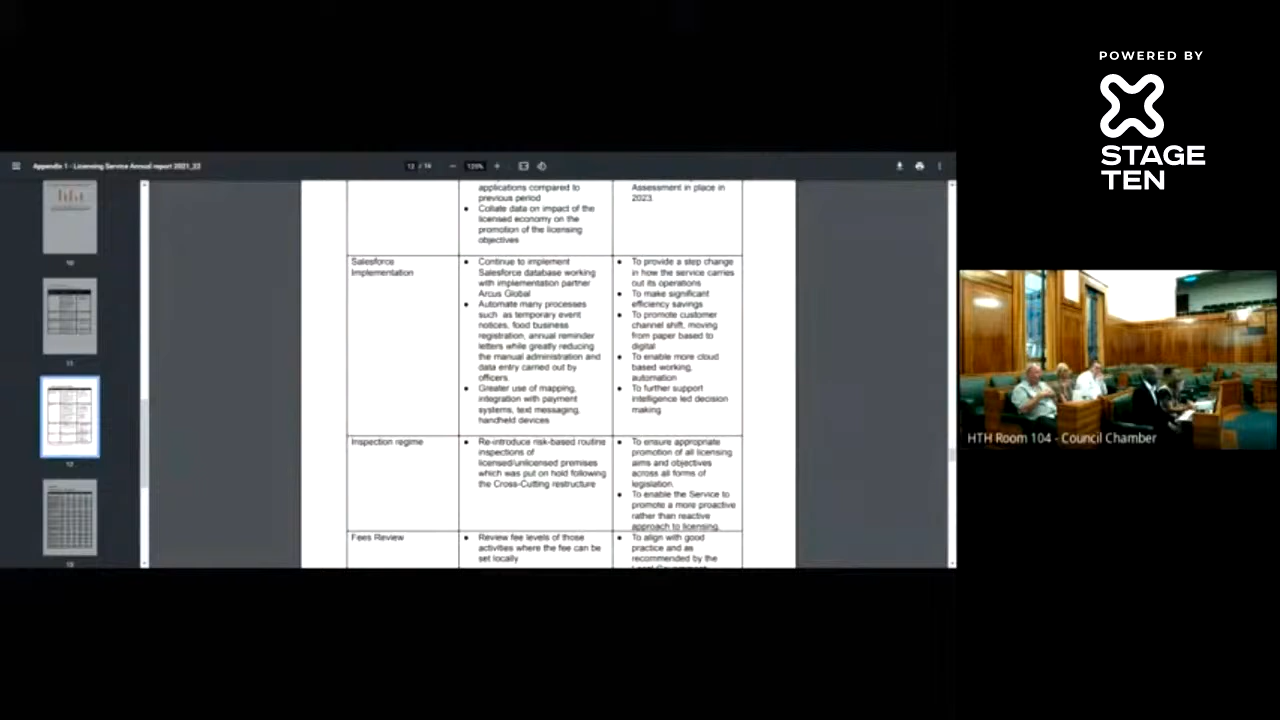 POWERED BY
STAGE
TEN
Appendix 1 - Licensing Service Annual report 2021_22
12 / 14
120%
applications compared to
previous period
Collate data on impact of the
licensed economy on the
promotion of the licensing
objectives
Assessment in place in
2023.
Salesforce
Implementation
Continue to implement
Salesforce database working
with implementation partner
Arcus Global
Automate many processes
such as temporary event
notices, food business
registration, annual reminder
letters while greatly reducing
the manual administration and
data entry carried out by
officers.
Greater use of mapping,
integration with payment
systems, text messaging,
handheld devices
To provide a step change
in how the service carries
out its operations
To make significant
efficiency savings
To promote customer
channel shift, moving
from paper based to
digital
To enable more cloud
based working,
automation
To further support
intelligence led decision
making
Inspection regime
Re-introduce risk-based routine
inspections of
licensed/unlicensed premises
which was put on hold following
the Cross-Cutting restructure
To ensure appropriate
promotion of all licensing
aims and objectives
across all forms of
legislation.
To enable the Service to
promote a more proactive
rather than reactive
approach to licensing.
Fees Review
Review fee levels of those
activities where the fee can be
set locally
To align with good
practice and as
recommended by the
10
11
12
HTH Room 104 - Council Chamber